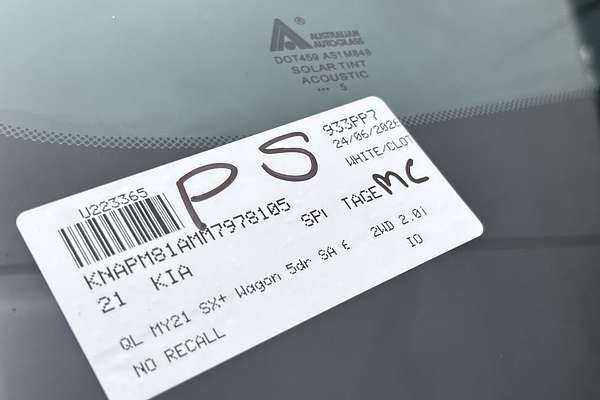 AUSTRALIAN
AUTOGLASS
DOT459 AS1 M848
SOLAR TINT
ACOUSTIC
*** 5
933PP7
24/06/2026
WHITE/CLOT
PS
U223365
KNAPM81AMM7978105
SPI TAGE
MC
21 KIA
QL MY21 SX+ Wagon 5dr SA 6 2WD 2.0i
IO
NO RECALL